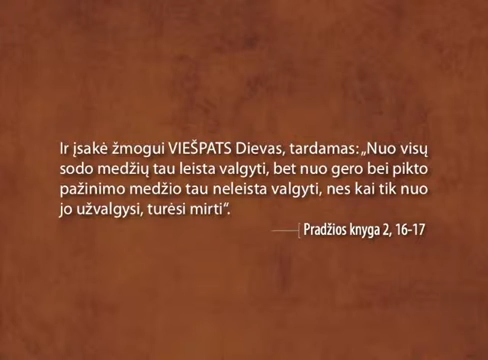 Ir įsakė žmogui VIEŠPATS Dievas, tardamas: „Nuo visų
sodo medžių tau leista valgyti, bet nuo gero bei pikto
pažinimo medžio tau neleista valgyti, nes kai tik nuo
jo užvalgysi, turėsi mirti“.
Pradžios knyga 2, 16-17